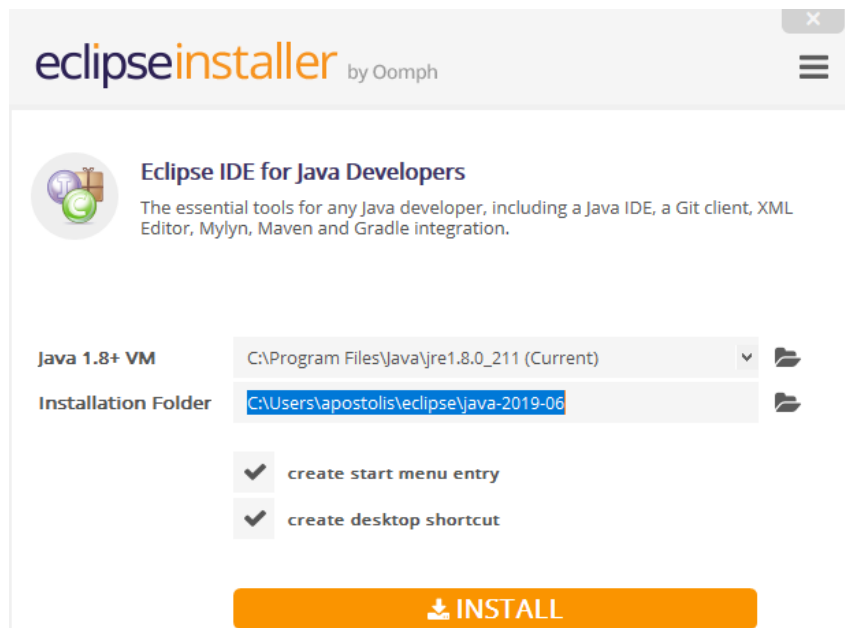 eclipseinstaller by Oomph
Eclipse IDE for Java Developers
The essential tools for any Java developer, including a Java IDE, a Git client, XML
Editor, Mylyn, Maven and Gradle integration.
Java 1.8+ VM C:\Program Files\Java\jre1.8.0_211 (Current)
Installation Folder C:\Users\apostolis\eclipse\java-2019-06
create start menu entry
create desktop shortcut
INSTALL